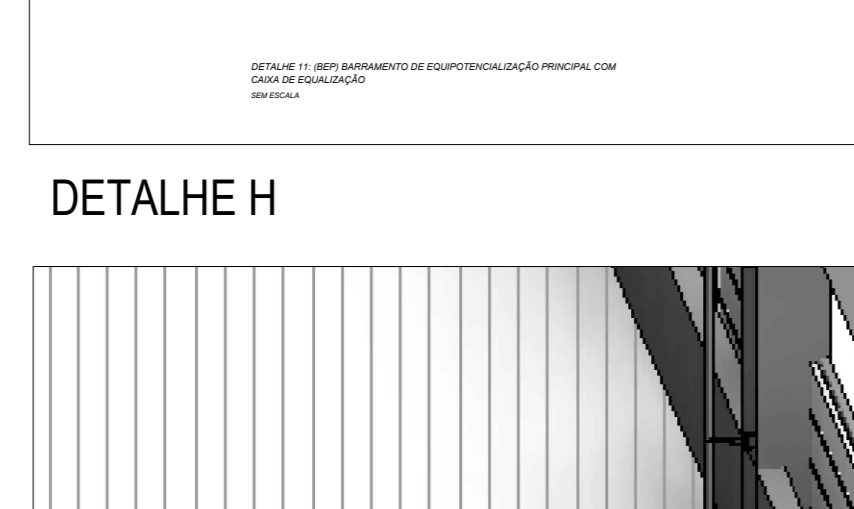 DETALHE 11: (BEP) BARRAMENTO DE EQUIPOTENCIALIZAÇÃO PRINCIPAL COM
CAIXA DE EQUALIZAÇÃO
SEM ESCALA
DETALHE H